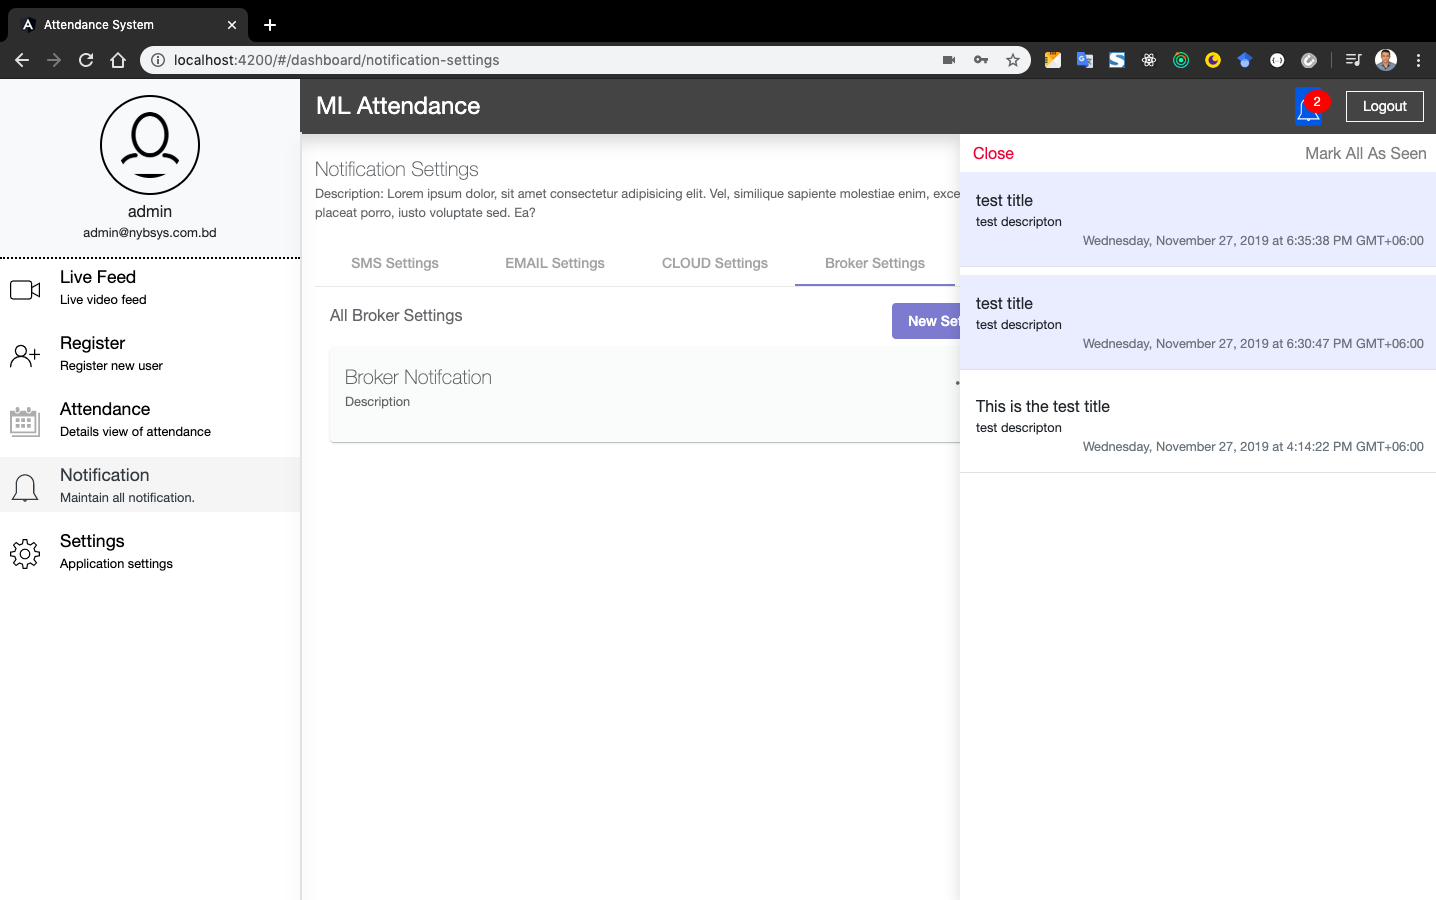 Attendance System
localhost:4200/#/dashboard/notification-settings
admin
admin@nybsys.com.bd
Live Feed
Live video feed
Register
Register new user
Attendance
Details view of attendance
Notification
Maintain all notification.
Settings
Application settings
ML Attendance
2
Logout
Notification Settings
Description: Lorem ipsum dolor, sit amet consectetur adipisicing elit. Vel, similique sapiente molestiae enim, exce
placeat porro, iusto voluptate sed. Ea?
SMS Settings
EMAIL Settings
CLOUD Settings
Broker Settings
All Broker Settings
New Set
Broker Notifcation
Description
Close
Mark All As Seen
test title
test descripton
Wednesday, November 27, 2019 at 6:35:38 PM GMT+06:00
test title
test descripton
Wednesday, November 27, 2019 at 6:30:47 PM GMT+06:00
This is the test title
test descripton
Wednesday, November 27, 2019 at 4:14:22 PM GMT+06:00